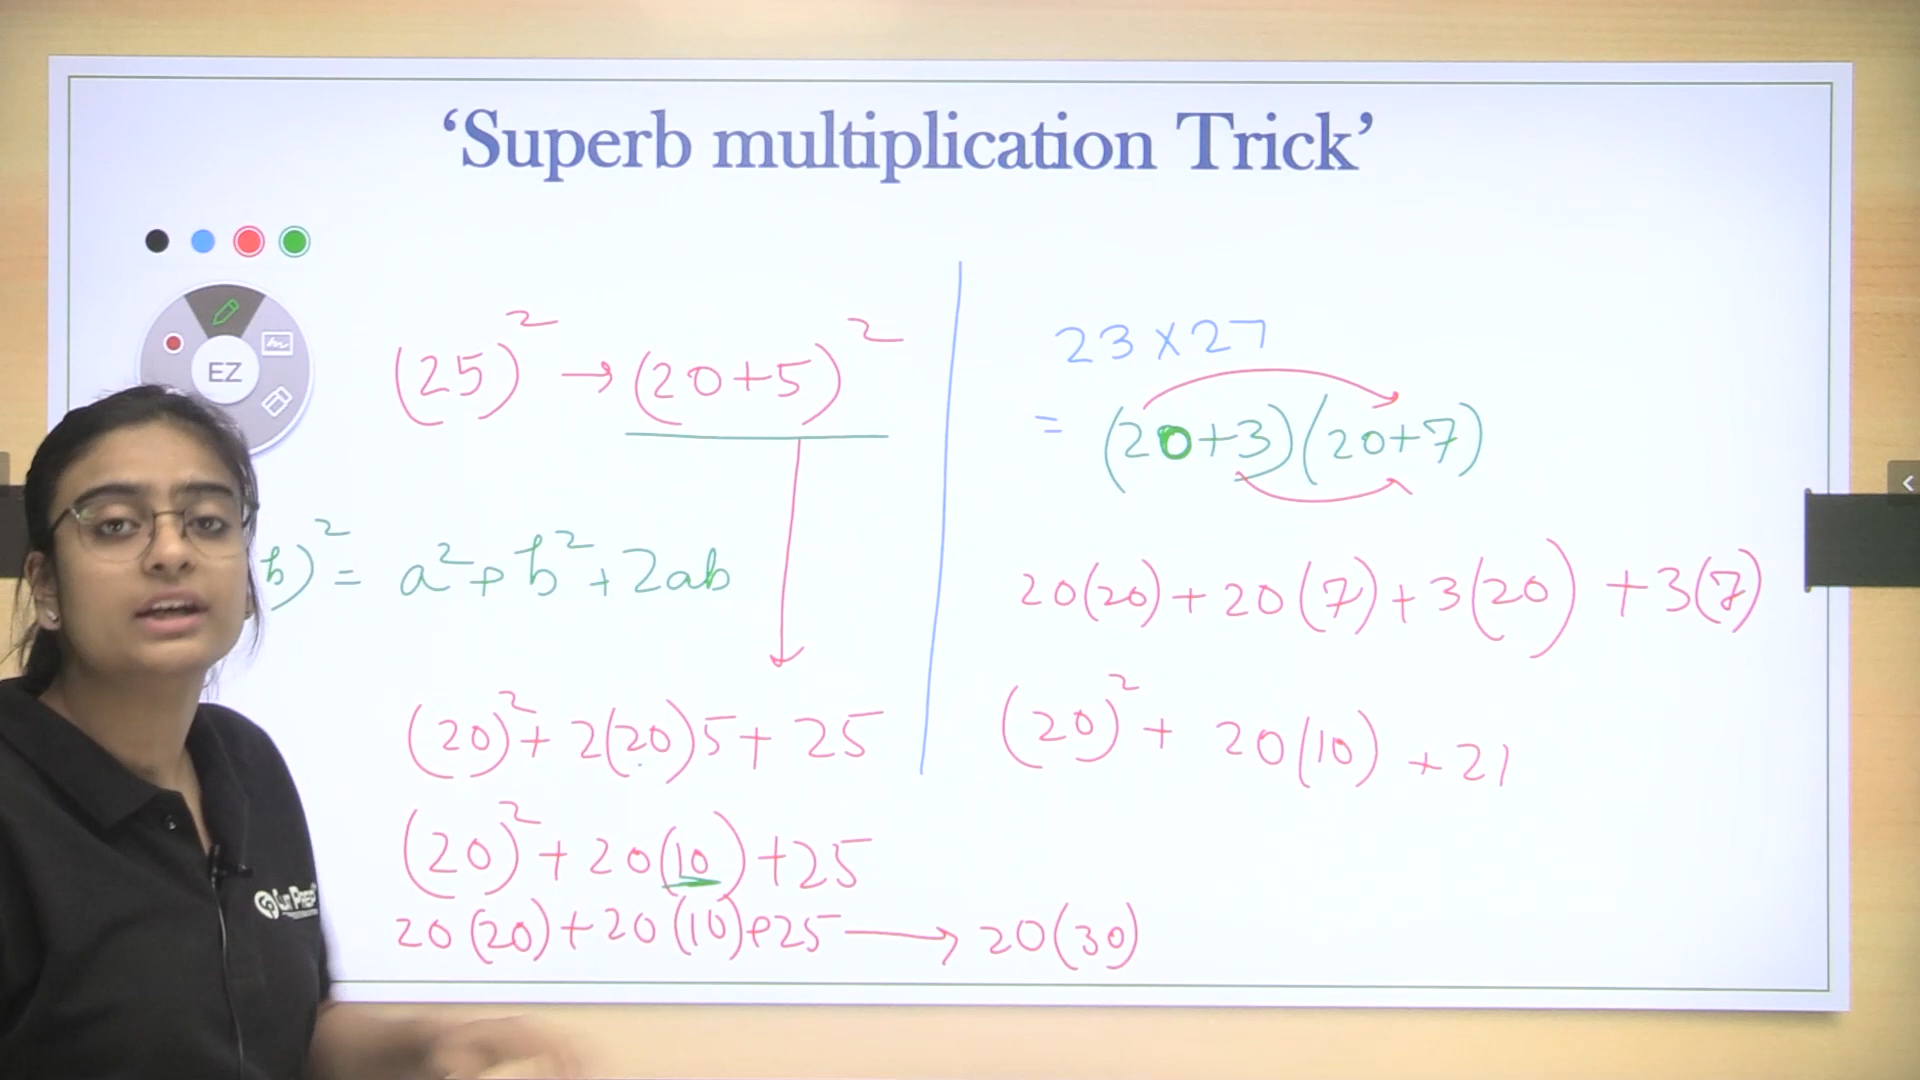 ‘Superb multiplication Trick’
EZ
(25)² → (20+5)²
b)² = a² + b² + 2ab
(20)² + 2(20)5 + 25
(20)² + 20(10) + 25
20(20) + 20(10) + 25 → 20(30)
23 × 27
= (20+3)(20+7)
20(20) + 20(7) + 3(20) + 3(7)
(20)² + 20(10) + 21